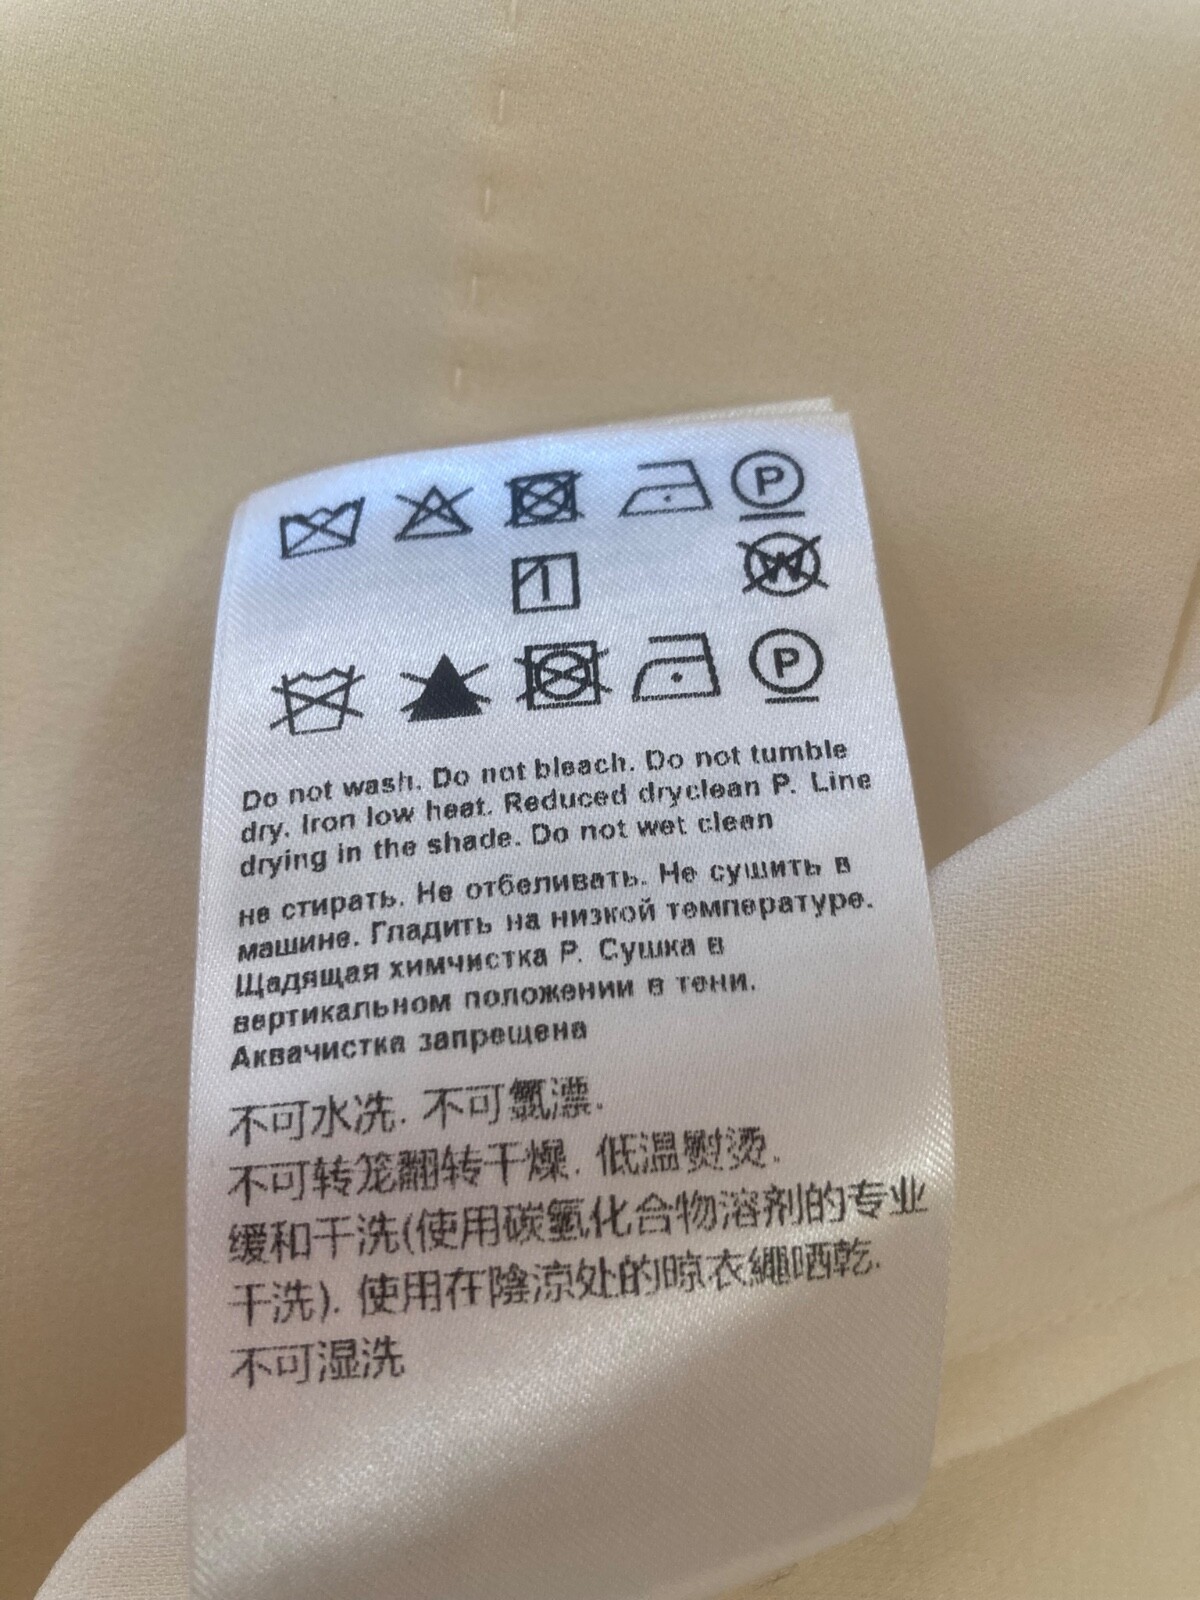 P
W
P
Do not wash. Do not bleach. Do not tumble
dry. Iron low heat. Reduced dryclean P. Line
drying in the shade. Do not wet clean
не стирать. Не отбеливать. Не сушить в
машине. Гладить на низкой температуре.
Щадящая химчистка P. Сушка в
вертикальном положении в тени.
Аквачистка запрещена
不可水洗. 不可氯漂.
不可转笼翻转干燥. 低温熨烫.
缓和干洗(使用碳氢化合物溶剂的专业
干洗). 使用在陰涼处的晾衣繩晒乾.
不可湿洗